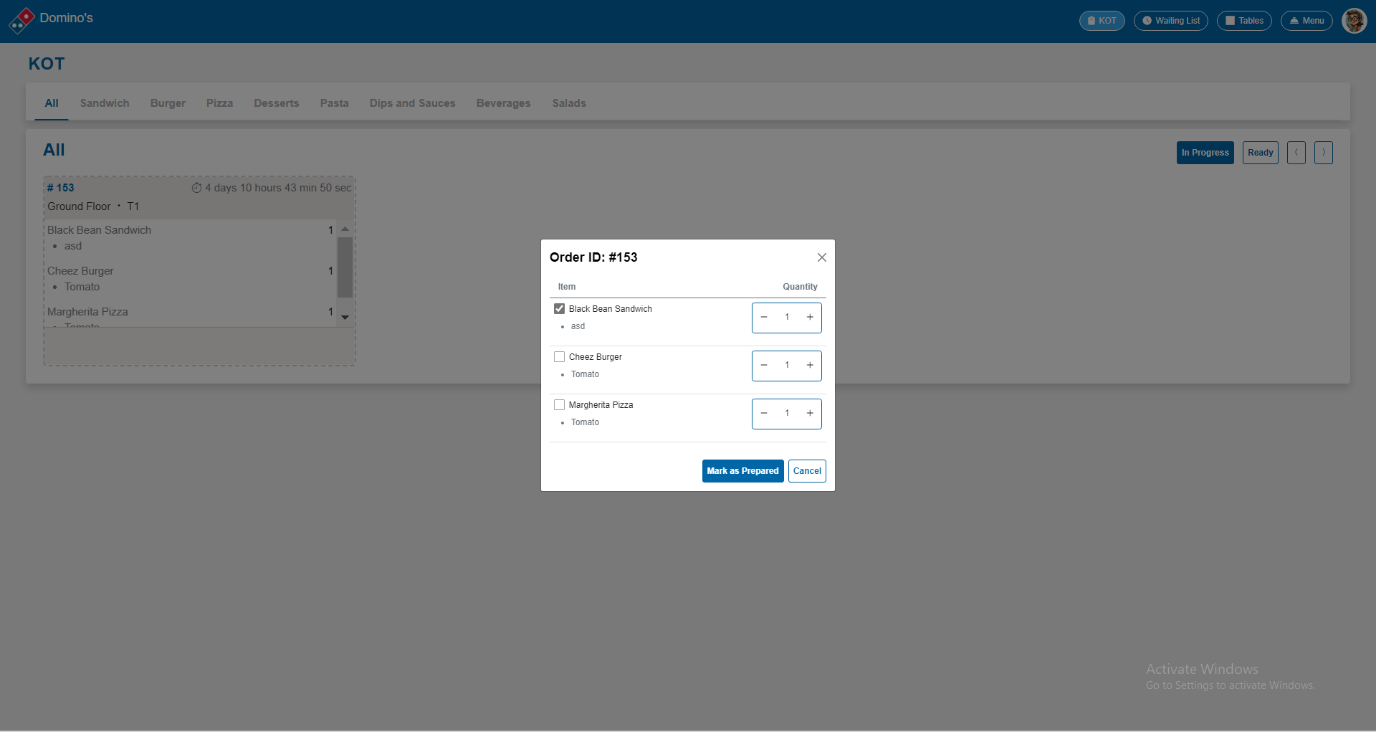 Domino's
KOT
Waiting List
Tables
Menu
KOT
All
Sandwich
Burger
Pizza
Desserts
Pasta
Dips and Sauces
Beverages
Salads
All
In Progress
Ready
# 153
4 days 10 hours 43 min 50 sec
Ground Floor • T1
Black Bean Sandwich 1
• asd
Cheez Burger 1
• Tomato
Margherita Pizza 1
• Tomato
Order ID: #153
Item Quantity
Black Bean Sandwich − 1 +
• asd
Cheez Burger − 1 +
• Tomato
Margherita Pizza − 1 +
• Tomato
Mark as Prepared
Cancel
Activate Windows
Go to Settings to activate Windows.